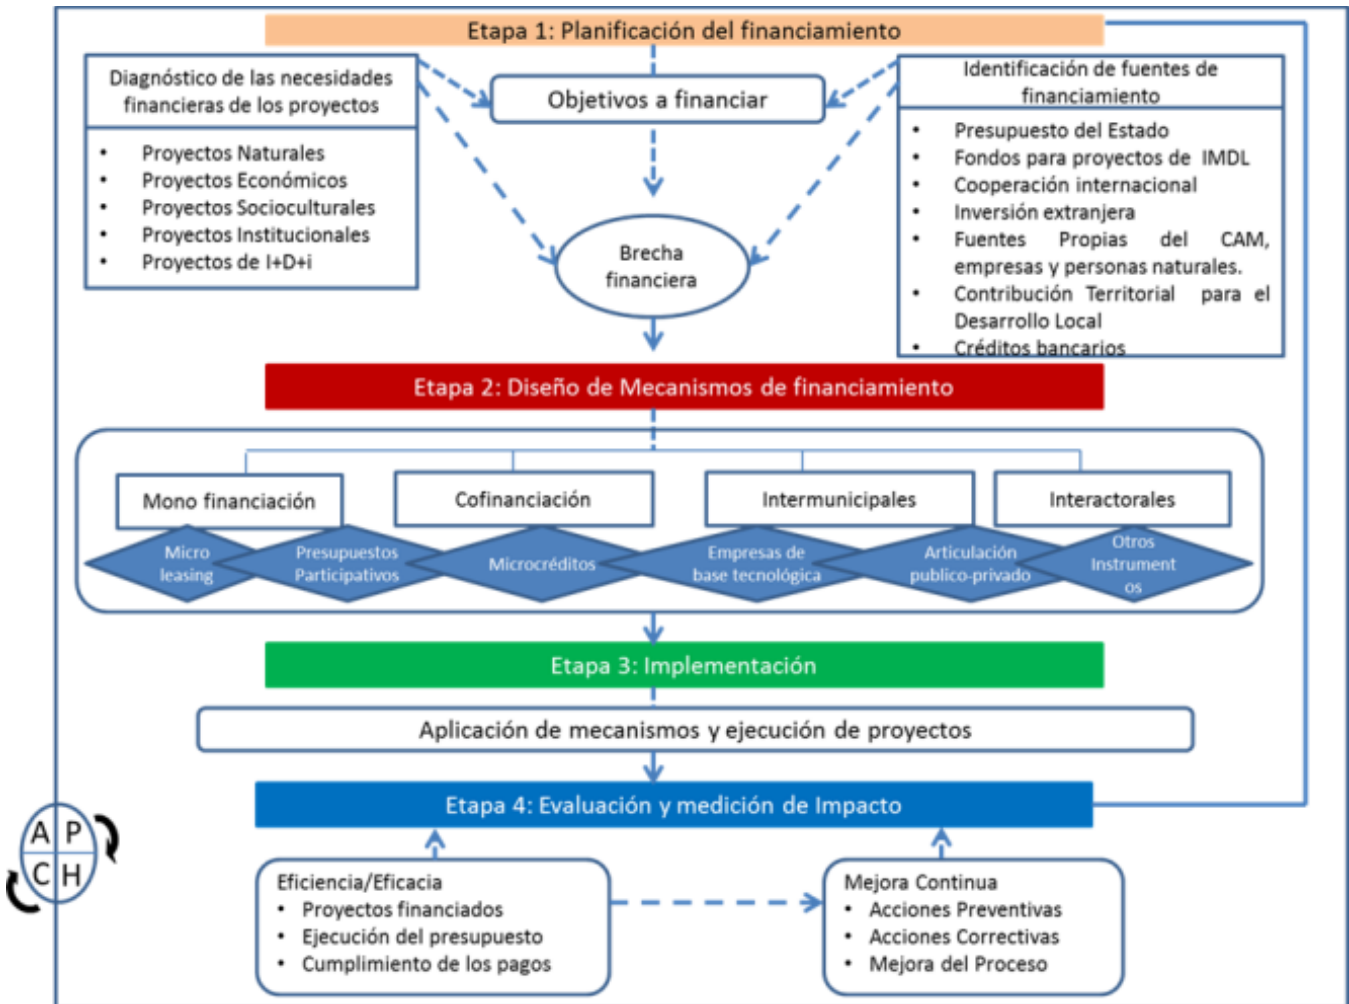 Etapa 1: Planificación del financiamiento
Diagnóstico de las necesidades
financieras de los proyectos
• Proyectos Naturales
• Proyectos Económicos
• Proyectos Socioculturales
• Proyectos Institucionales
• Proyectos de I+D+i
Objetivos a financiar
Brecha
financiera
Identificación de fuentes de
financiamiento
• Presupuesto del Estado
• Fondos para proyectos de IMDL
• Cooperación internacional
• Inversión extranjera
• Fuentes Propias del CAM,
empresas y personas naturales.
• Contribución Territorial para el
Desarrollo Local
• Créditos bancarios
Etapa 2: Diseño de Mecanismos de financiamiento
Mono financiación
Cofinanciación
Intermunicipales
Interactorales
Micro
leasing
Presupuestos
Participativos
Microcréditos
Empresas de
base tecnológica
Articulación
publico-privado
Otros
Instrument
os
Etapa 3: Implementación
Aplicación de mecanismos y ejecución de proyectos
Etapa 4: Evaluación y medición de Impacto
A P
C H
Eficiencia/Eficacia
• Proyectos financiados
• Ejecución del presupuesto
• Cumplimiento de los pagos
Mejora Continua
• Acciones Preventivas
• Acciones Correctivas
• Mejora del Proceso